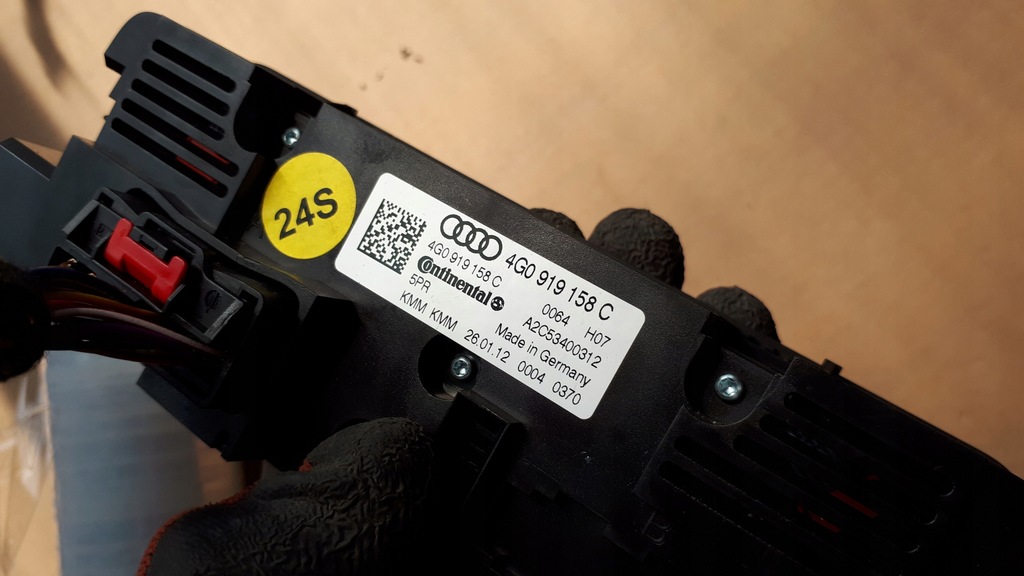 24S
4G0 919 158 C
4G0 919 158 C
Continental
0064 H07
5PR
A2C53400312
KMM KMM
Made in Germany
26.01.12 0004 0370